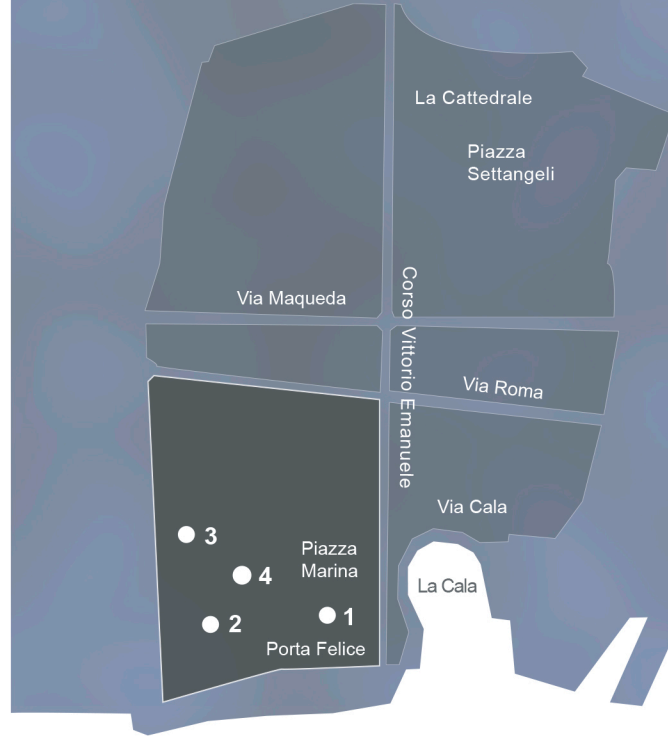 La Cattedrale
Piazza
Settangeli
Via Maqueda
Corso Vittorio Emanuele
Via Roma
Via Cala
3
Piazza
Marina
4
La Cala
1
2
Porta Felice